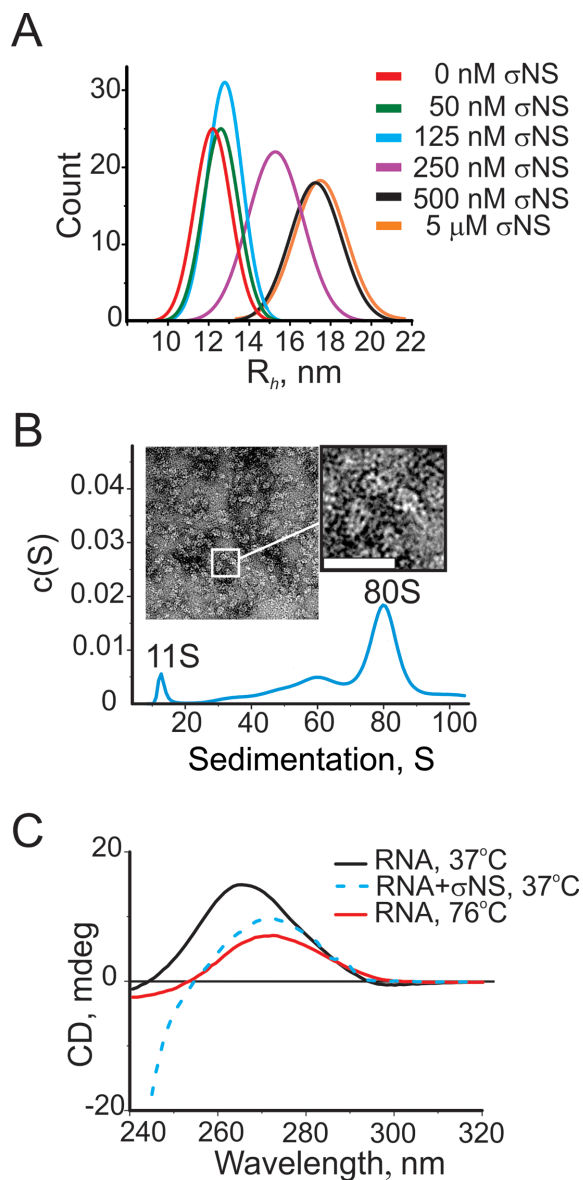 A
30
20
10
0
Count
10 12 14 16 18 20 22
R_h, nm
0 nM σNS
50 nM σNS
125 nM σNS
250 nM σNS
500 nM σNS
5 μM σNS
B
0.04
0.03
0.02
0.01
0
c(S)
11S
80S
20 40 60 80 100
Sedimentation, S
C
20
0
-20
CD, mdeg
RNA, 37°C
RNA+σNS, 37°C
RNA, 76°C
240 260 280 300 320
Wavelength, nm